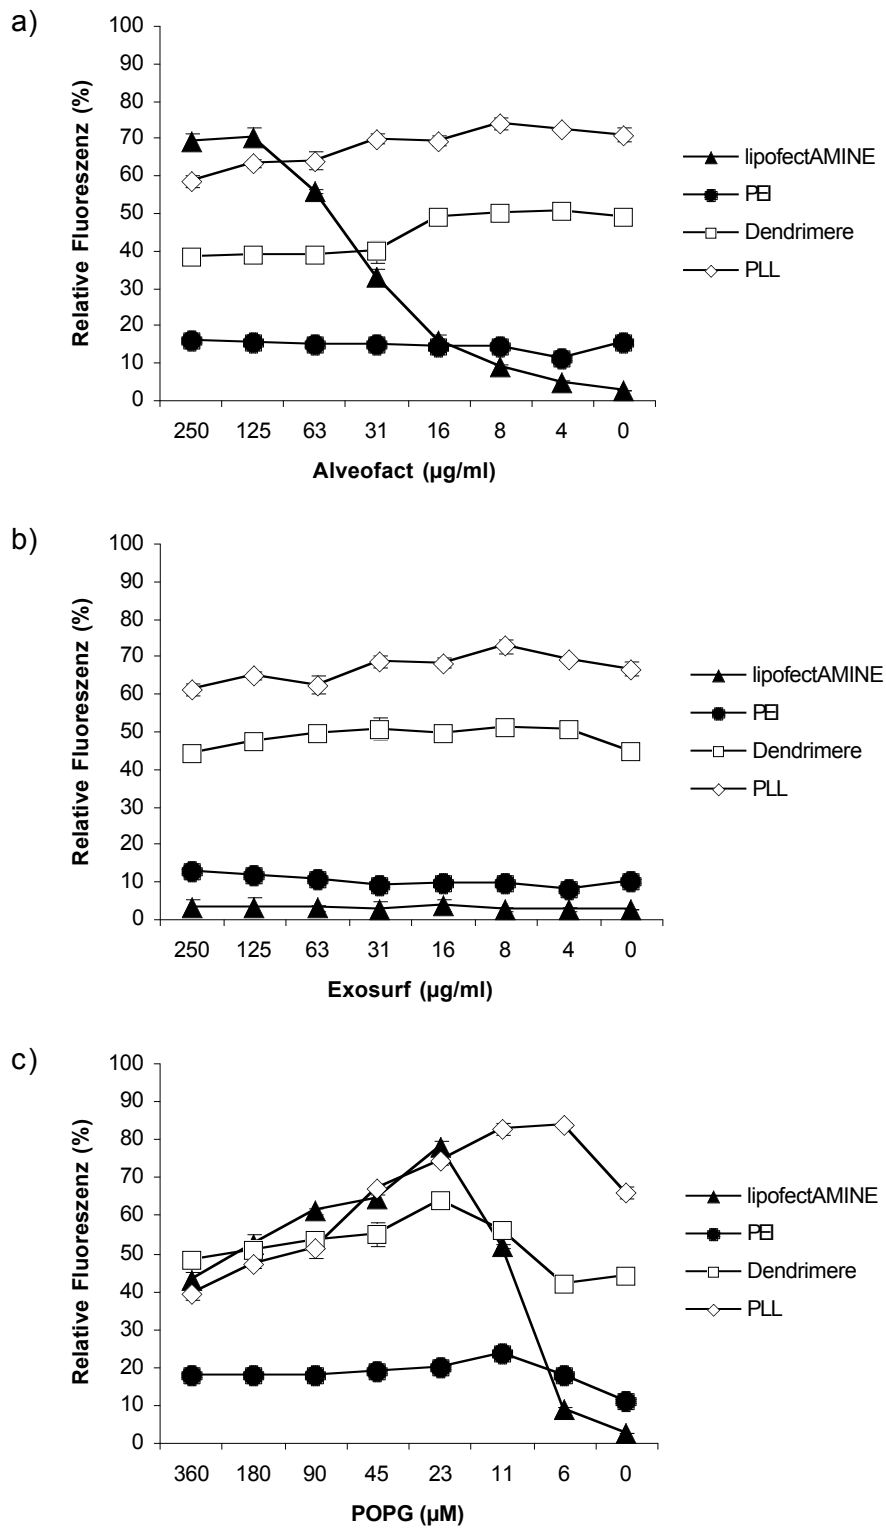 a)
Relative Fluoreszenz (%)
100
90
80
70
60
50
40
30
20
10
0
250 125 63 31 16 8 4 0
Alveofact (µg/ml)
lipofectAMINE
PEI
Dendrimere
PLL
b)
Relative Fluoreszenz (%)
100
90
80
70
60
50
40
30
20
10
0
250 125 63 31 16 8 4 0
Exosurf (µg/ml)
lipofectAMINE
PEI
Dendrimere
PLL
c)
Relative Fluoreszenz (%)
100
90
80
70
60
50
40
30
20
10
0
360 180 90 45 23 11 6 0
POPG (µM)
lipofectAMINE
PEI
Dendrimere
PLL